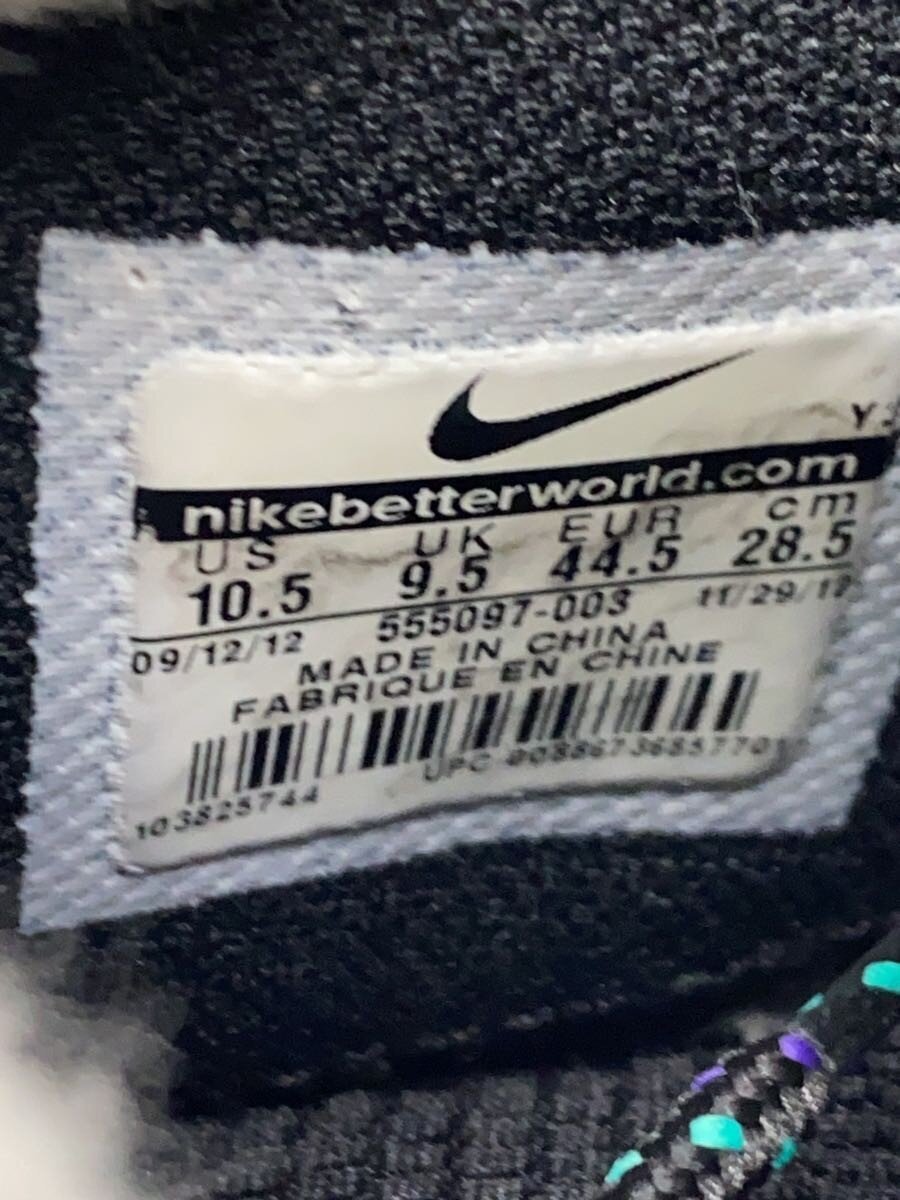 nikebetterworld.com
US UK EUR cm
10.5 9.5 44.5 28.5
09/12/12 555097-003
MADE IN CHINA
FABRIQUE EN CHINE
UPC
103825744